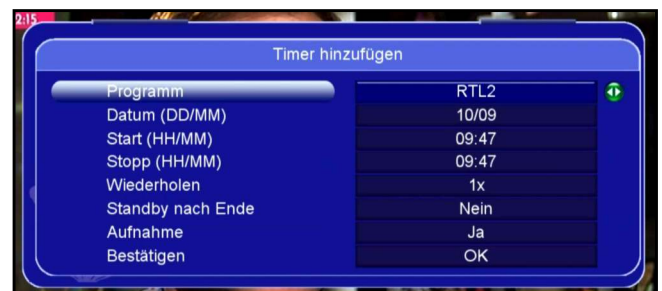 2:15
Timer hinzufügen
Programm RTL2
Datum (DD/MM) 10/09
Start (HH/MM) 09:47
Stopp (HH/MM) 09:47
Wiederholen 1x
Standby nach Ende Nein
Aufnahme Ja
Bestätigen OK